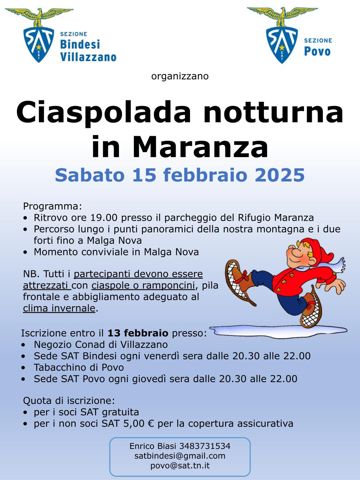 SAT
SEZIONE
Bindesi
Villazzano
SAT
SEZIONE
Povo
organizzano
Ciaspolada notturna
in Maranza
Sabato 15 febbraio 2025
Programma:
• Ritrovo ore 19.00 presso il parcheggio del Rifugio Maranza
• Percorso lungo i punti panoramici della nostra montagna e i due
forti fino a Malga Nova
• Momento conviviale in Malga Nova
NB. Tutti i partecipanti devono essere
attrezzati con ciaspole o ramponcini, pila
frontale e abbigliamento adeguato al
clima invernale.
Iscrizione entro il 13 febbraio presso:
• Negozio Conad di Villazzano
• Sede SAT Bindesi ogni venerdì sera dalle 20.30 alle 22.00
• Tabacchino di Povo
• Sede SAT Povo ogni giovedì sera dalle 20.30 alle 22.00
Quota di iscrizione:
• per i soci SAT gratuita
• per i non soci SAT 5,00 € per la copertura assicurativa
Enrico Biasi 3483731534
satbindesi@gmail.com
povo@sat.tn.it